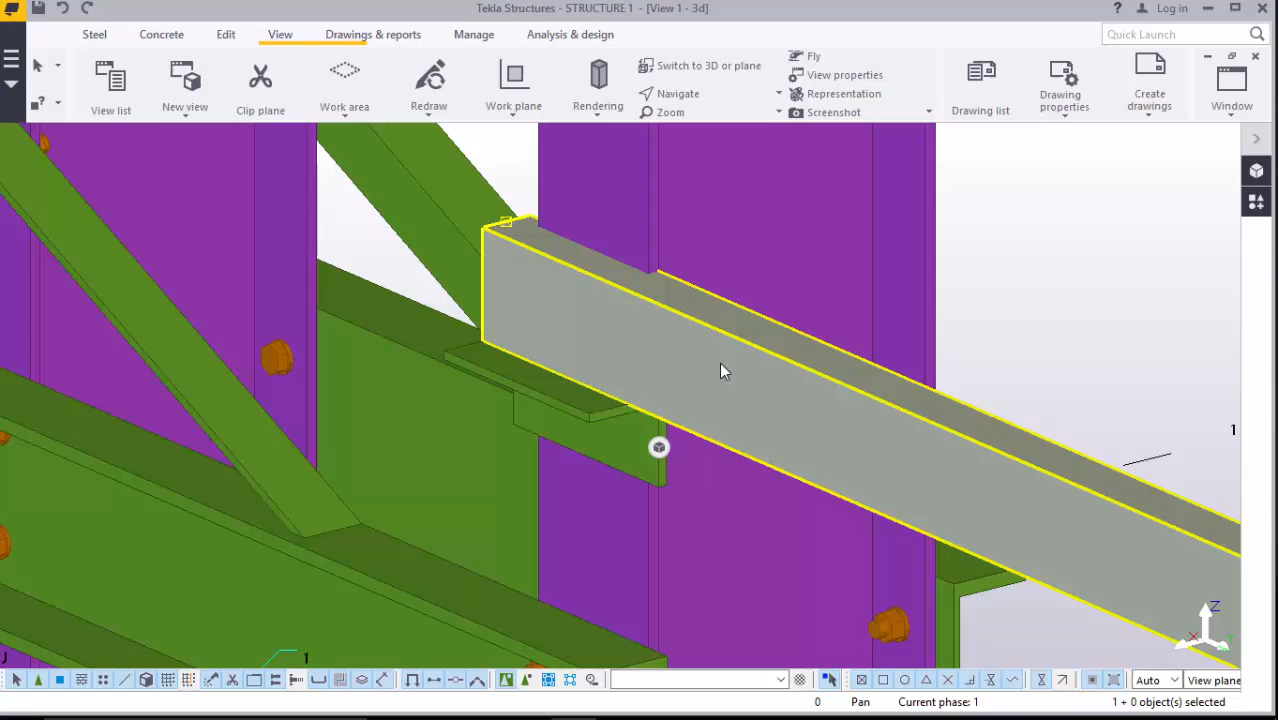 Tekla Structures - STRUCTURE 1 - [View 1 - 3d]
? Log in
Steel Concrete Edit View Drawings & reports Manage Analysis & design Quick Launch
Fly
Switch to 3D or plane View properties
Navigate Representation
Zoom Screenshot
View list New view Clip plane Work area Redraw Work plane Rendering Drawing list Drawing properties Create drawings Window
1
Z
X
Y
J 1
Auto View plane
0 Pan Current phase: 1 1 + 0 object(s) selected